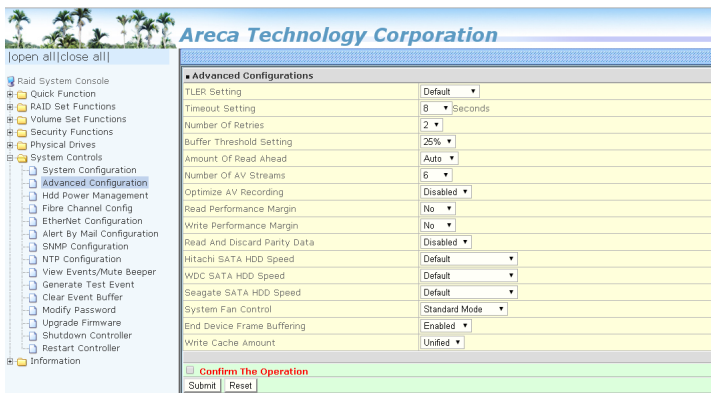 Areca Technology Corporation
|open all|close all|
Raid System Console
Quick Function
RAID Set Functions
Volume Set Functions
Security Functions
Physical Drives
System Controls
System Configuration
Advanced Configuration
Hdd Power Management
Fibre Channel Config
EtherNet Configuration
Alert By Mail Configuration
SNMP Configuration
NTP Configuration
View Events/Mute Beeper
Generate Test Event
Clear Event Buffer
Modify Password
Upgrade Firmware
Shutdown Controller
Restart Controller
Information
Advanced Configurations
TLER Setting Default
Timeout Setting 8 Seconds
Number Of Retries 2
Buffer Threshold Setting 25%
Amount Of Read Ahead Auto
Number Of AV Streams 6
Optimize AV Recording Disabled
Read Performance Margin No
Write Performance Margin No
Read And Discard Parity Data Disabled
Hitachi SATA HDD Speed Default
WDC SATA HDD Speed Default
Seagate SATA HDD Speed Default
System Fan Control Standard Mode
End Device Frame Buffering Enabled
Write Cache Amount Unified
Confirm The Operation
Submit Reset